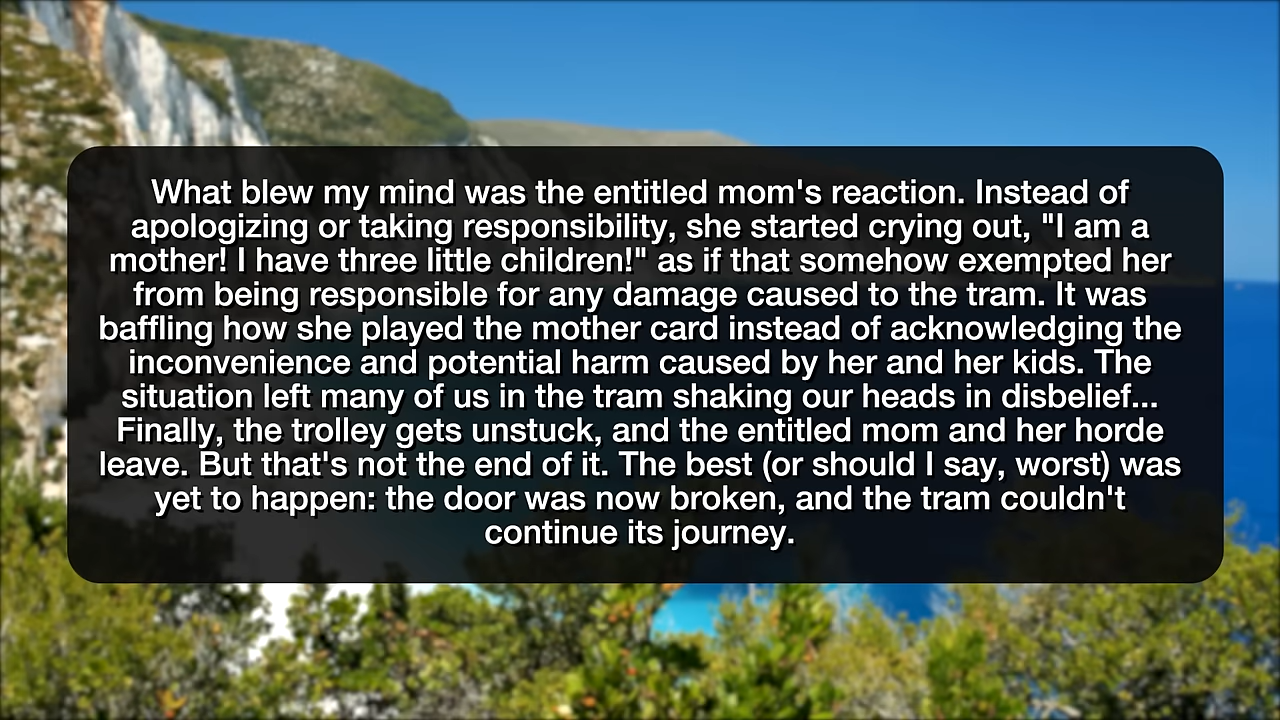 What blew my mind was the entitled mom's reaction. Instead of
apologizing or taking responsibility, she started crying out, "I am a
mother! I have three little children!" as if that somehow exempted her
from being responsible for any damage caused to the tram. It was
baffling how she played the mother card instead of acknowledging the
inconvenience and potential harm caused by her and her kids. The
situation left many of us in the tram shaking our heads in disbelief...
Finally, the trolley gets unstuck, and the entitled mom and her horde
leave. But that's not the end of it. The best (or should I say, worst) was
yet to happen: the door was now broken, and the tram couldn't
continue its journey.